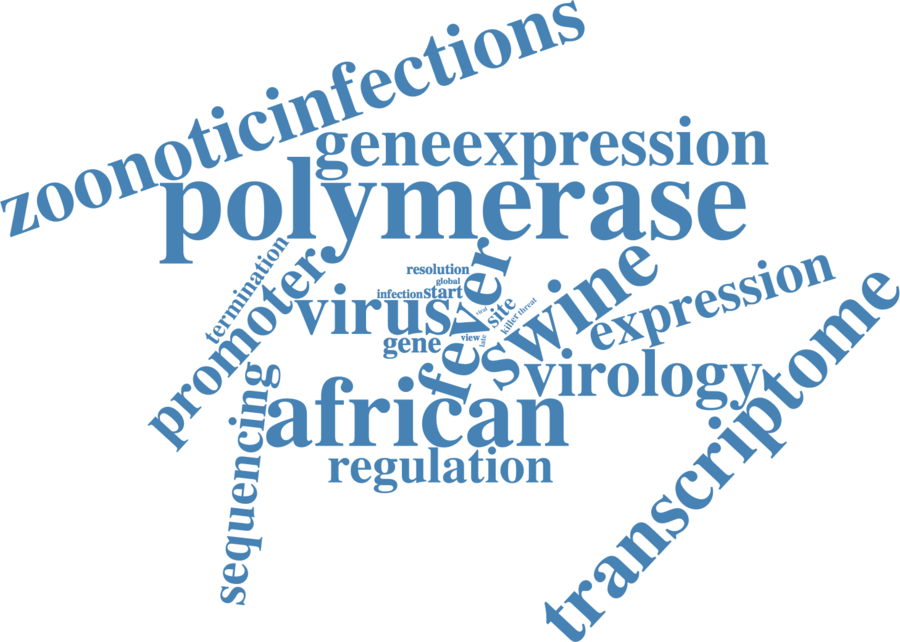 zoonoticinfections
geneexpression
polymerase
termination
promoter
resolution
global
infection
start
virus
fever
swine
viral
site
killer
threat
expression
gene
view
late
transcriptome
virology
sequencing
african
regulation